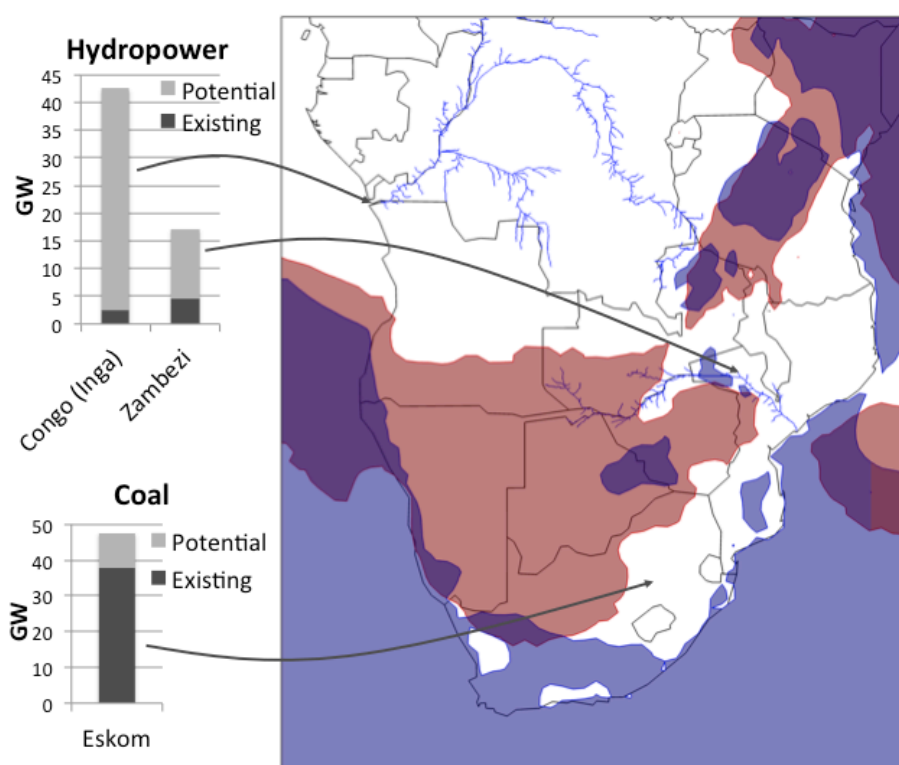 Hydropower
45
40
35
30
25
20
15
10
5
0
GW
Potential
Existing
Congo (Inga)
Zambezi
Coal
50
40
30
20
10
0
GW
Potential
Existing
Eskom